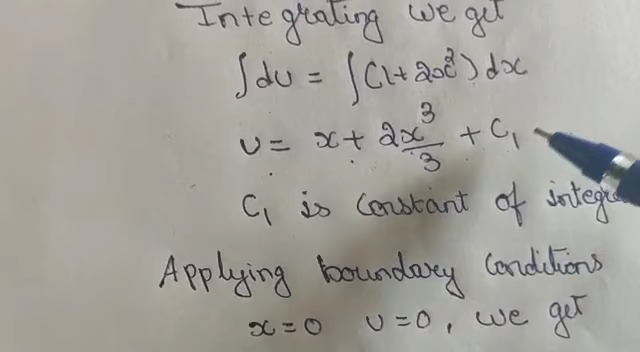 Integrating we get
∫du = ∫(1+2x²)dx
u = x + 2x³/3 + C₁
C₁ is constant of
Applying boundary conditions
x=0 u=0, we get